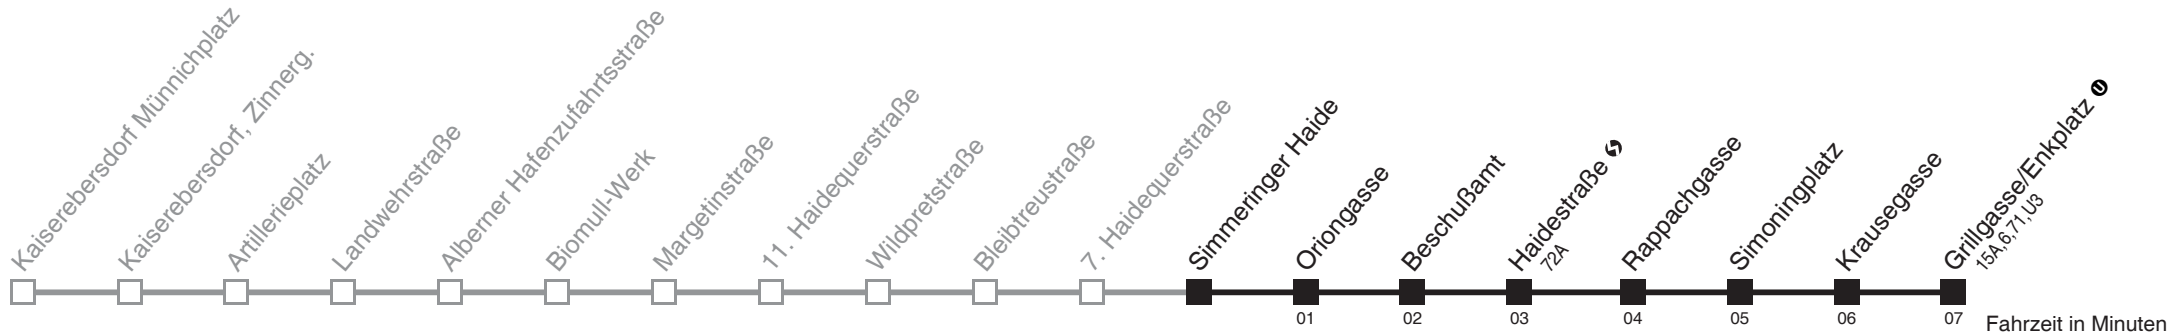 Kaiserebersdorf Münnichplatz
Kaiserebersdorf, Zinnerg.
Artillerieplatz
Landwehrstraße
Alberner Hafenzufahrtsstraße
Biomull-Werk
Margetinstraße
11. Haidequerstraße
Wildpretstraße
Bleibtreustraße
7. Haidequerstraße
Simmeringer Haide
Oriongasse
Beschußamt
Haidestraße
72A
Rappachgasse
Simoningplatz
Krausegasse
Grillgasse/Enkplatz U
15A,6,71,U3
01 02 03 04 05 06 07 Fahrzeit in Minuten